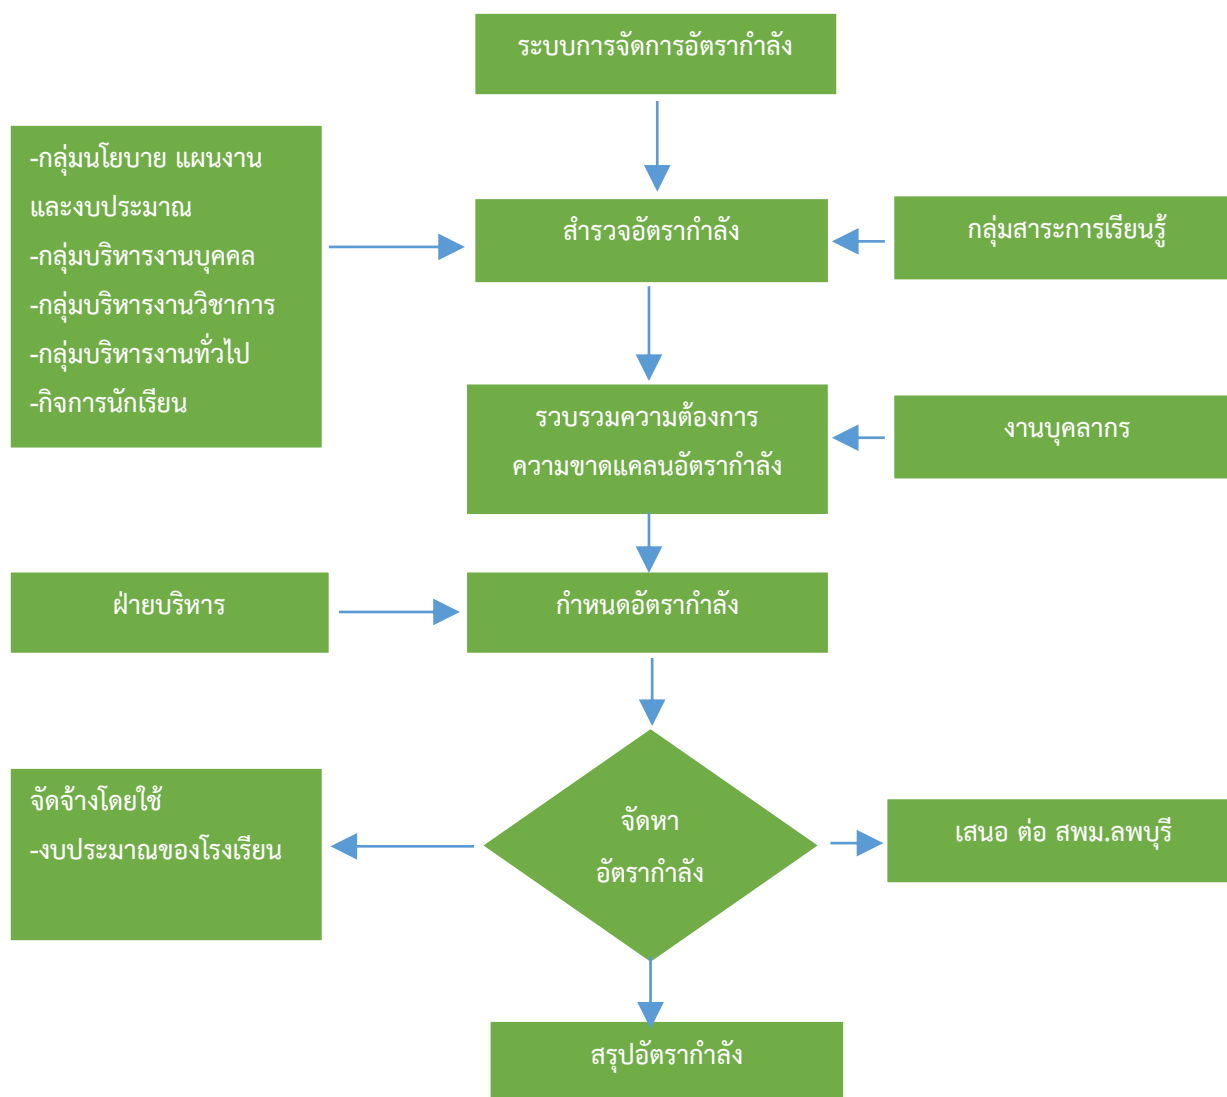 ระบบการจัดการอัตรากำลัง
-กลุ่มนโยบาย แผนงาน
และงบประมาณ
-กลุ่มบริหารงานบุคคล
-กลุ่มบริหารงานวิชาการ
-กลุ่มบริหารงานทั่วไป
-กิจการนักเรียน
สำรวจอัตรากำลัง
กลุ่มสาระการเรียนรู้
รวบรวมความต้องการ
ความขาดแคลนอัตรากำลัง
งานบุคลากร
ฝ่ายบริหาร
กำหนดอัตรากำลัง
จัดจ้างโดยใช้
-งบประมาณของโรงเรียน
จัดหา
อัตรากำลัง
เสนอ ต่อ สพม.ลพบุรี
สรุปอัตรากำลัง